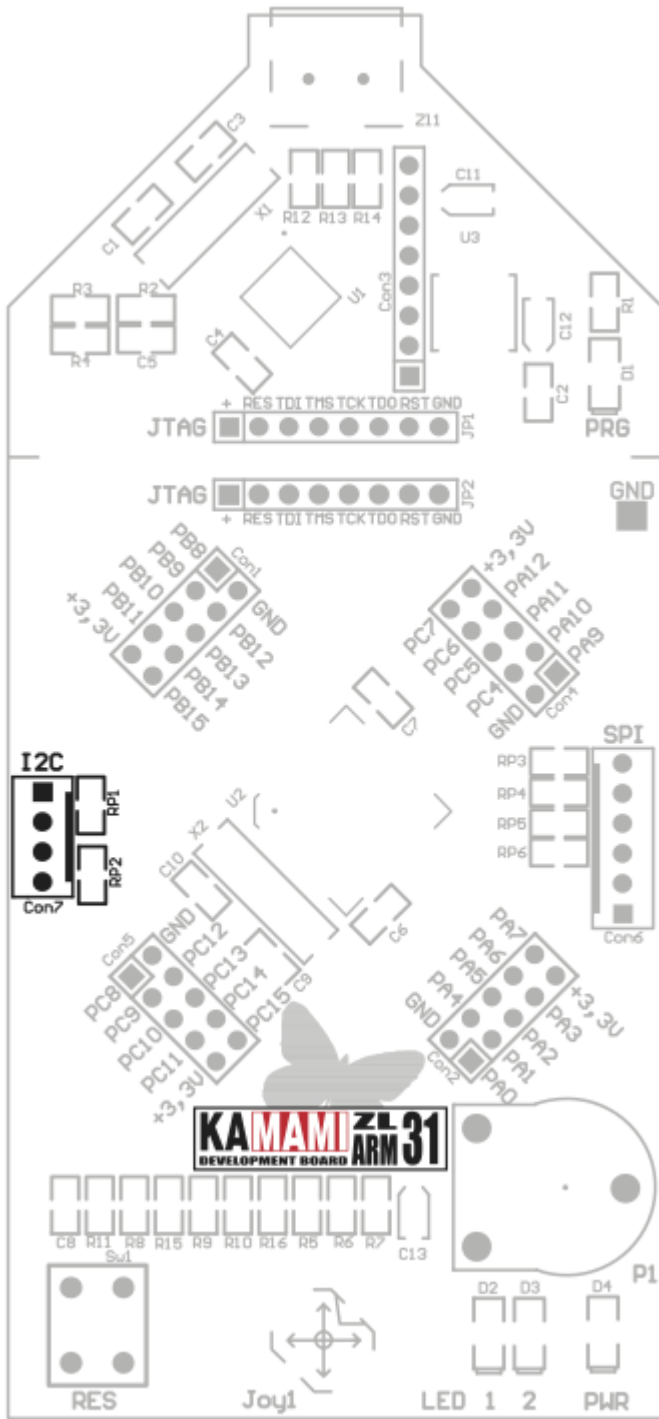 Zl1
C3
C1
X1
R12 R13 R14
C11
U3
R3 R2
R4 C5
U1
C4
Con3
C12
R1
C2
D1
PRG
+ RES TDI TMS TCK TDO RST GND
JTAG
JP1
JTAG
JP2
+ RES TDI TMS TCK TDO RST GND
GND
PB8
PB9
PB10
PB11
+3,3V
Con1
GND
PB12
PB13
PB14
PB15
+3,3V
PA12
PA11
PA10
PA9
PC7
PC6
PC5
PC4
GND
Con4
I2C
RP1
RP2
Con7
U2
X2
C10
C6
C9
SPI
RP3
RP4
RP5
RP6
Con6
Con5
GND
PC12
PC13
PC14
PC15
PC8
PC9
PC10
PC11
+3,3V
PA7
PA6
PA5
PA4
GND
+3,3V
PA3
PA2
PA1
PA0
Con2
KAMAMI ZL
DEVELOPMENT BOARD ARM 31
C8 R11 R8 R15 R9 R10 R16 R5 R6 R7 C13
Sw1
P1
D2 D3 D4
RES Joy1 LED 1 2 PWR